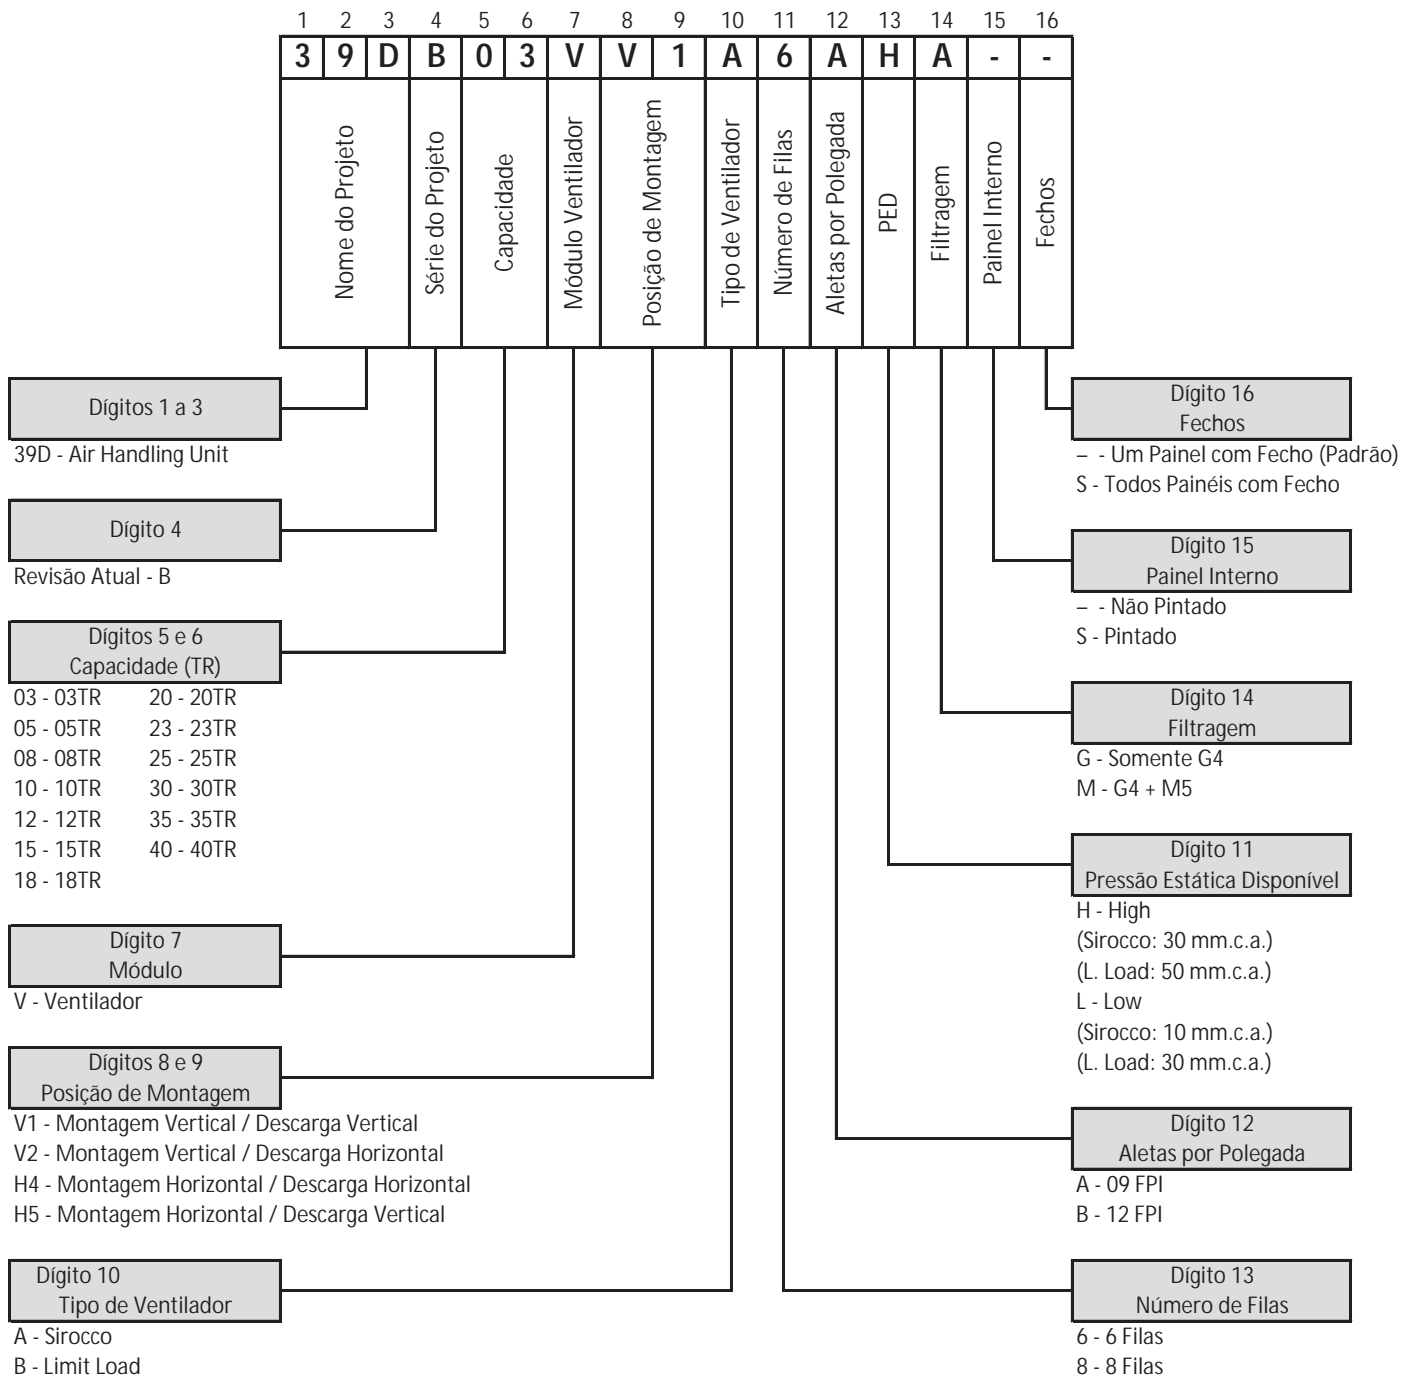 1 2 3 4 5 6 7 8 9 10 11 12 13 14 15 16
3 9 D B 0 3 V V 1 A 6 A H A - -
Nome do Projeto
Série do Projeto
Capacidade
Módulo Ventilador
Posição de Montagem
Tipo de Ventilador
Número de Filas
Aletas por Polegada
PED
Filtragem
Painel Interno
Fechos
Dígitos 1 a 3
39D - Air Handling Unit
Dígito 4
Revisão Atual - B
Dígitos 5 e 6
Capacidade (TR)
03 - 03TR 20 - 20TR
05 - 05TR 23 - 23TR
08 - 08TR 25 - 25TR
10 - 10TR 30 - 30TR
12 - 12TR 35 - 35TR
15 - 15TR 40 - 40TR
18 - 18TR
Dígito 7
Módulo
V - Ventilador
Dígitos 8 e 9
Posição de Montagem
V1 - Montagem Vertical / Descarga Vertical
V2 - Montagem Vertical / Descarga Horizontal
H4 - Montagem Horizontal / Descarga Horizontal
H5 - Montagem Horizontal / Descarga Vertical
Dígito 10
Tipo de Ventilador
A - Sirocco
B - Limit Load
Dígito 16
Fechos
– - Um Painel com Fecho (Padrão)
S - Todos Painéis com Fecho
Dígito 15
Painel Interno
– - Não Pintado
S - Pintado
Dígito 14
Filtragem
G - Somente G4
M - G4 + M5
Dígito 11
Pressão Estática Disponível
H - High
(Sirocco: 30 mm.c.a.)
(L. Load: 50 mm.c.a.)
L - Low
(Sirocco: 10 mm.c.a.)
(L. Load: 30 mm.c.a.)
Dígito 12
Aletas por Polegada
A - 09 FPI
B - 12 FPI
Dígito 13
Número de Filas
6 - 6 Filas
8 - 8 Filas